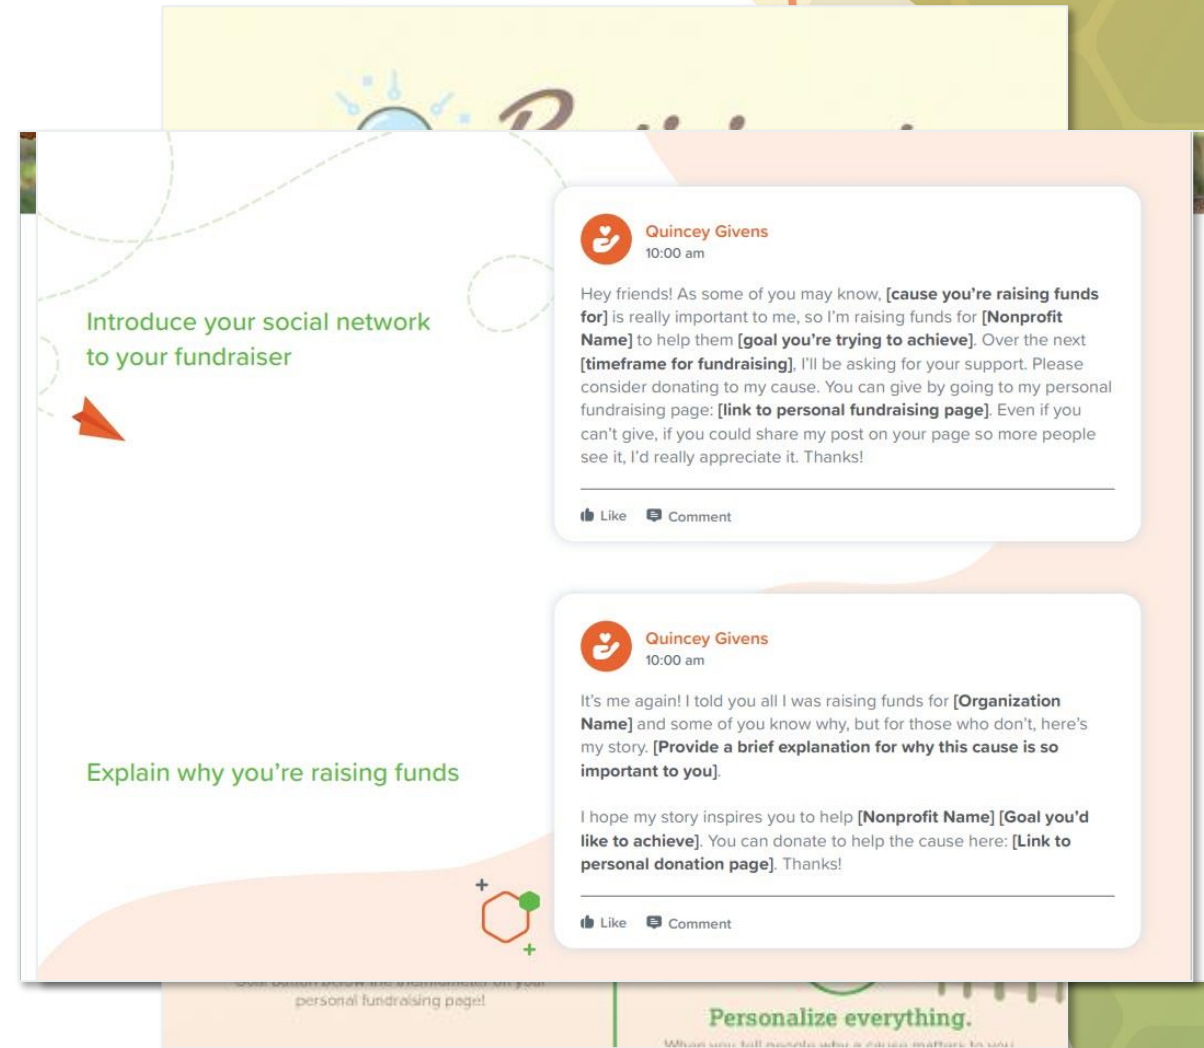 Introduce your social network
to your fundraiser
Quincey Givens
10:00 am
Hey friends! As some of you may know, [cause you’re raising funds
for] is really important to me, so I’m raising funds for [Nonprofit
Name] to help them [goal you’re trying to achieve]. Over the next
[timeframe for fundraising], I’ll be asking for your support. Please
consider donating to my cause. You can give by going to my personal
fundraising page: [link to personal fundraising page]. Even if you
can’t give, if you could share my post on your page so more people
see it, I’d really appreciate it. Thanks!
Like Comment
Explain why you’re raising funds
Quincey Givens
10:00 am
It’s me again! I told you all I was raising funds for [Organization
Name] and some of you know why, but for those who don’t, here’s
my story. [Provide a brief explanation for why this cause is so
important to you].
I hope my story inspires you to help [Nonprofit Name] [Goal you’d
like to achieve]. You can donate to help the cause here: [Link to
personal donation page]. Thanks!
Like Comment
personal fundraising page!
Personalize everything.
When you tell people why a cause matters to you